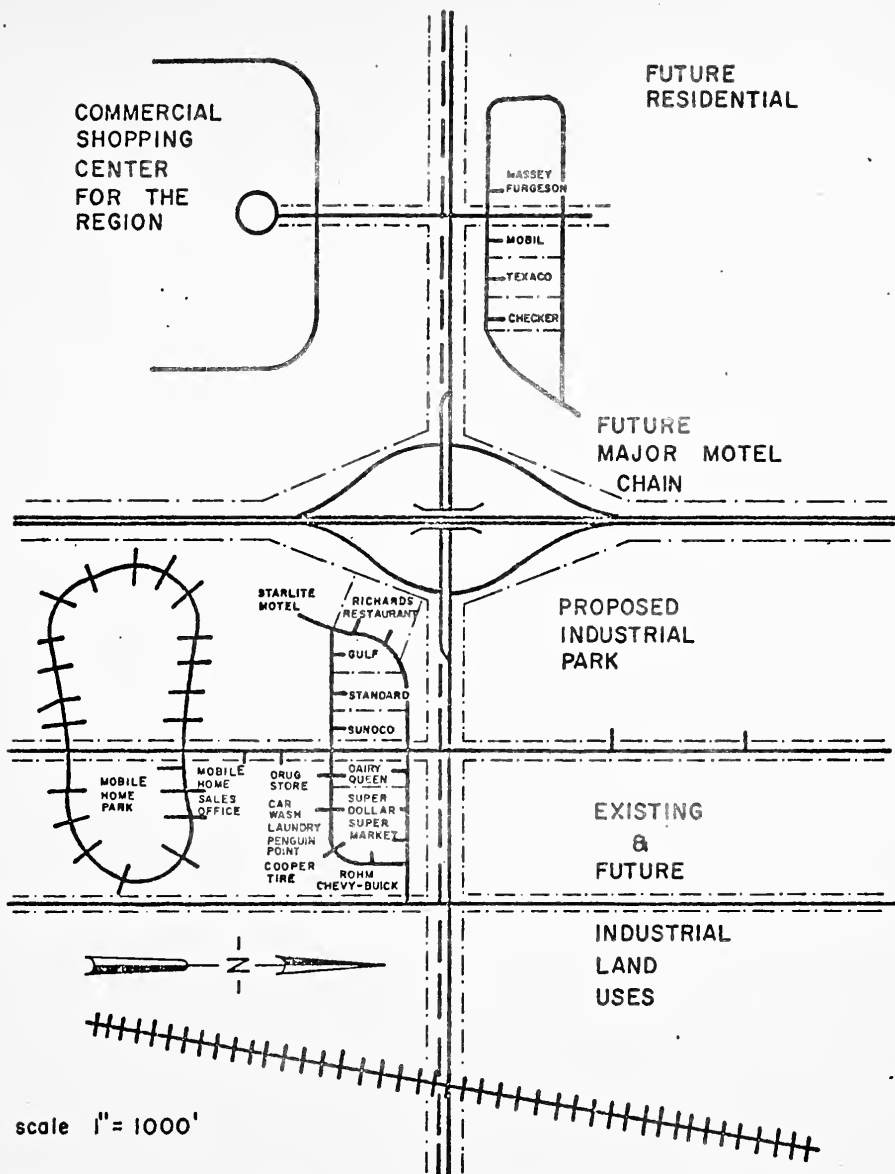 COMMERCIAL
SHOPPING
CENTER
FOR THE
REGION
FUTURE
RESIDENTIAL
MASSEY
FURGESON
MOBIL
TEXACO
CHECKER
FUTURE
MAJOR MOTEL
CHAIN
STARLITE
MOTEL
RICHARDS
RESTAURANT
GULF
STANDARD
SUNOCO
PROPOSED
INDUSTRIAL
PARK
MOBILE
HOME
PARK
MOBILE
HOME
SALES
OFFICE
DRUG
STORE
CAR
WASH
LAUNDRY
PENGUIN
POINT
COOPER
TIRE
DAIRY
QUEEN
SUPER
DOLLAR
SUPER
MARKET
ROHM
CHEVY-BUICK
EXISTING
&
FUTURE
INDUSTRIAL
LAND
USES
N
scale 1" = 1000'